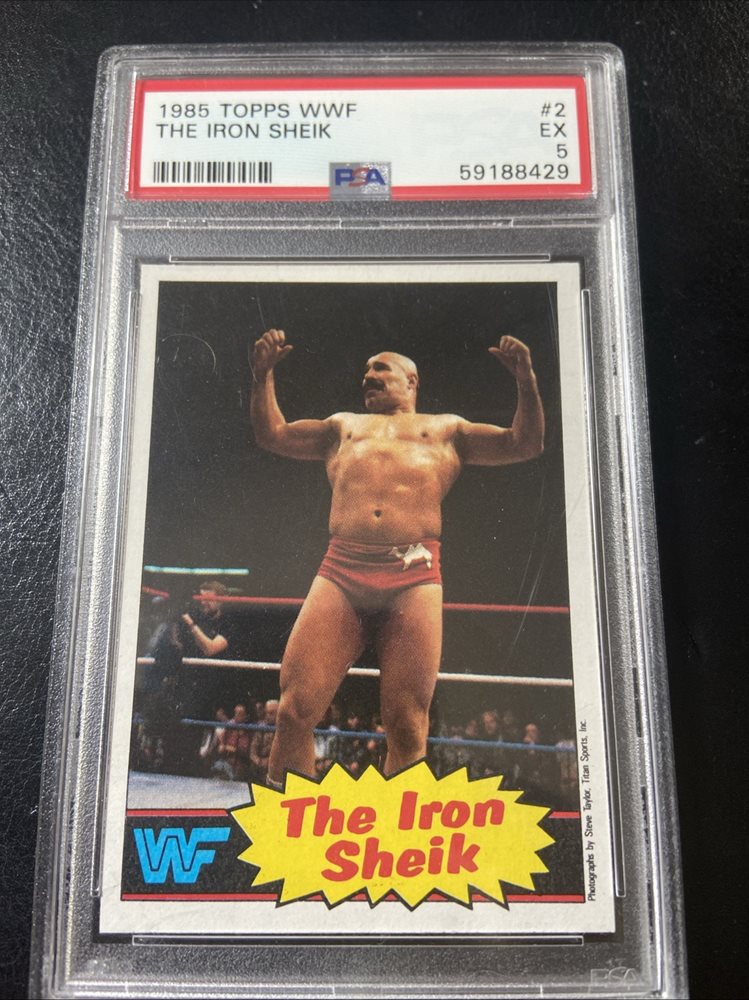 1985 TOPPS WWF #2
THE IRON SHEIK EX
5
PSA 59188429
The Iron
Sheik
WF
Photographs by Steve Taylor, Titan Sports, Inc.
PSA